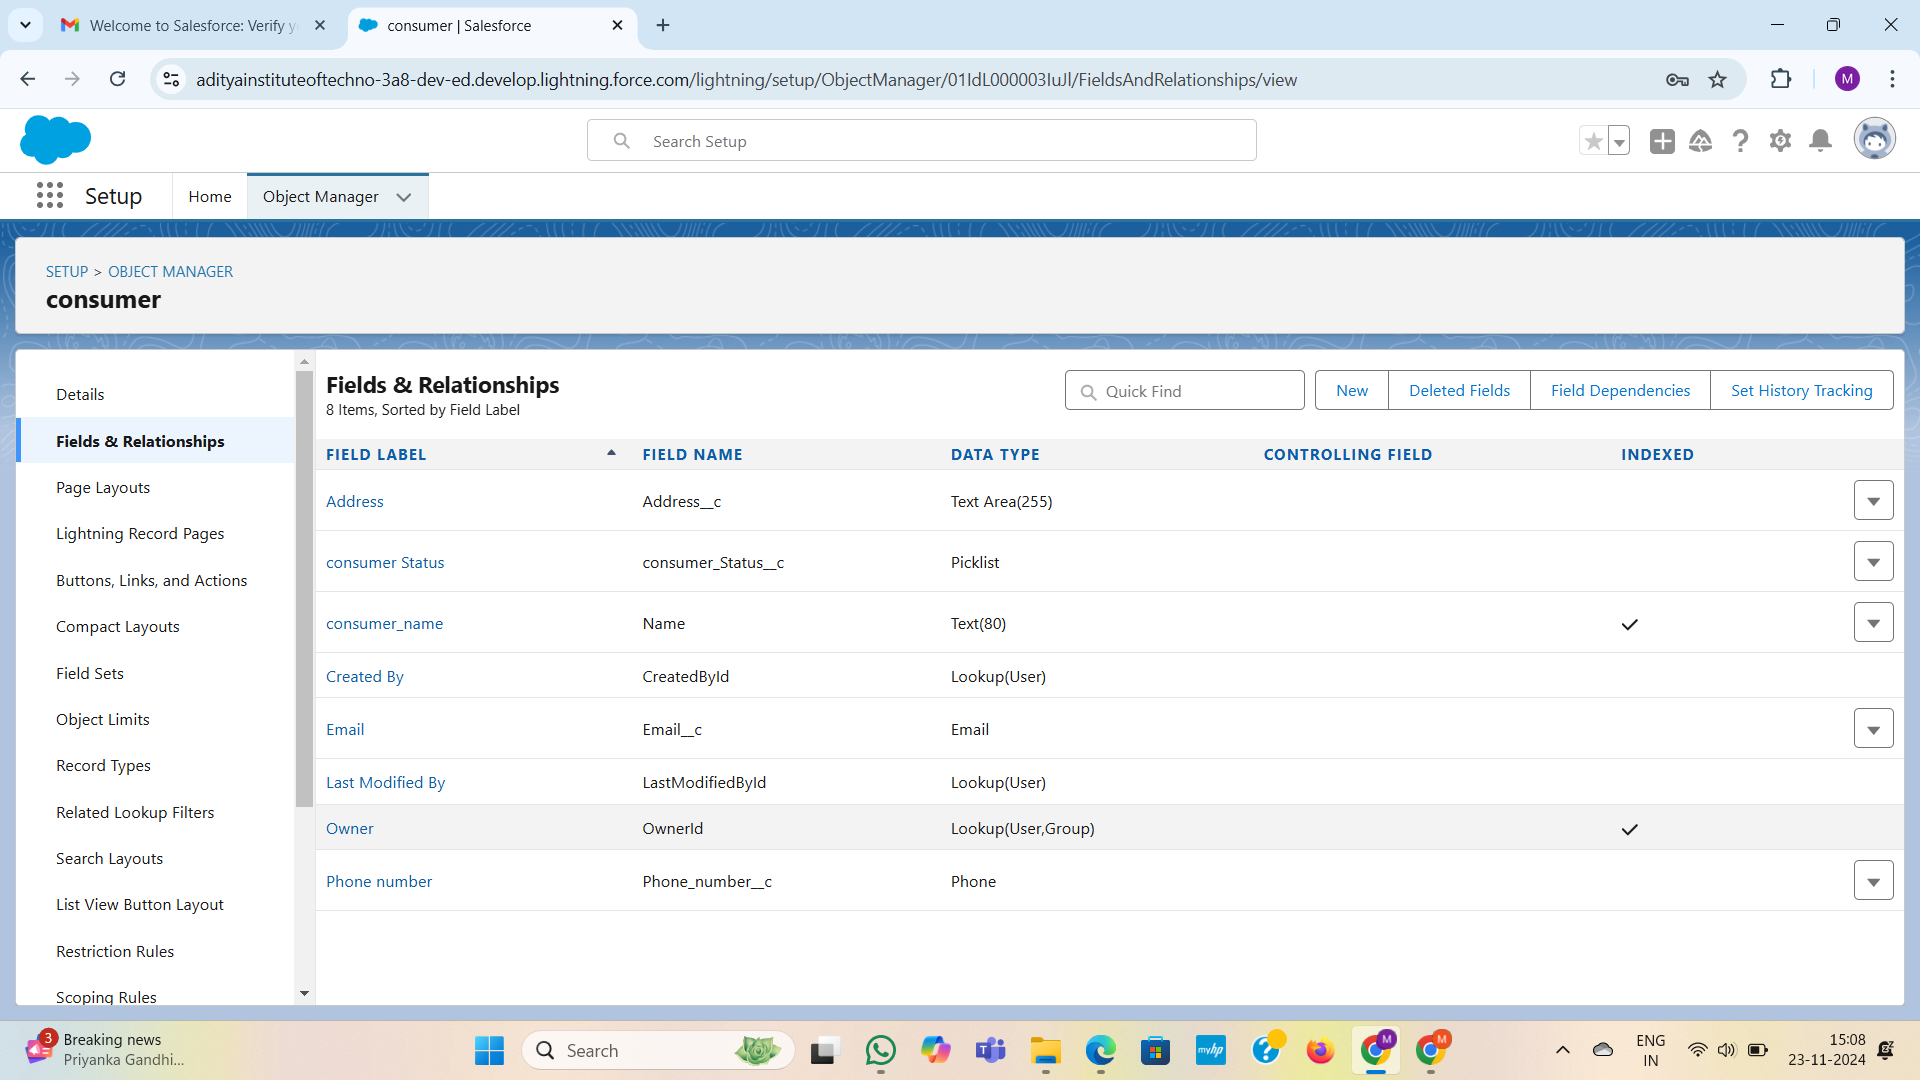 Welcome to Salesforce: Verify y
consumer | Salesforce
adityainstituteoftechno-3a8-dev-ed.develop.lightning.force.com/lightning/setup/ObjectManager/01IdL000003IuJl/FieldsAndRelationships/view
M
Search Setup
Setup
Home
Object Manager
SETUP > OBJECT MANAGER
consumer
Details
Fields & Relationships
Page Layouts
Lightning Record Pages
Buttons, Links, and Actions
Compact Layouts
Field Sets
Object Limits
Record Types
Related Lookup Filters
Search Layouts
List View Button Layout
Restriction Rules
Scoping Rules
Fields & Relationships
8 Items, Sorted by Field Label
Quick Find
New
Deleted Fields
Field Dependencies
Set History Tracking
FIELD LABEL FIELD NAME DATA TYPE CONTROLLING FIELD INDEXED
Address Address__c Text Area(255)
consumer Status consumer_Status__c Picklist
consumer_name Name Text(80)
Created By CreatedById Lookup(User)
Email Email__c Email
Last Modified By LastModifiedById Lookup(User)
Owner OwnerId Lookup(User,Group)
Phone number Phone_number__c Phone
3
Breaking news
Priyanka Gandhi...
Search
myhp
M
M
ENG
IN
15:08
23-11-2024